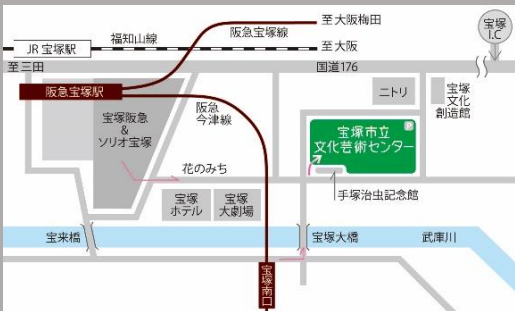 至大阪梅田
宝塚
I.C
福知山線
阪急宝塚線
JR 宝塚駅
至大阪
至三田
国道176
阪急宝塚駅
ニトリ
宝塚
文化
創造館
宝塚阪急
&
ソリオ宝塚
阪急
今津線
P
宝塚市立
文化芸術センター
花のみち
手塚治虫記念館
宝塚
ホテル
宝塚
大劇場
宝来橋
宝塚大橋
武庫川
宝塚南口